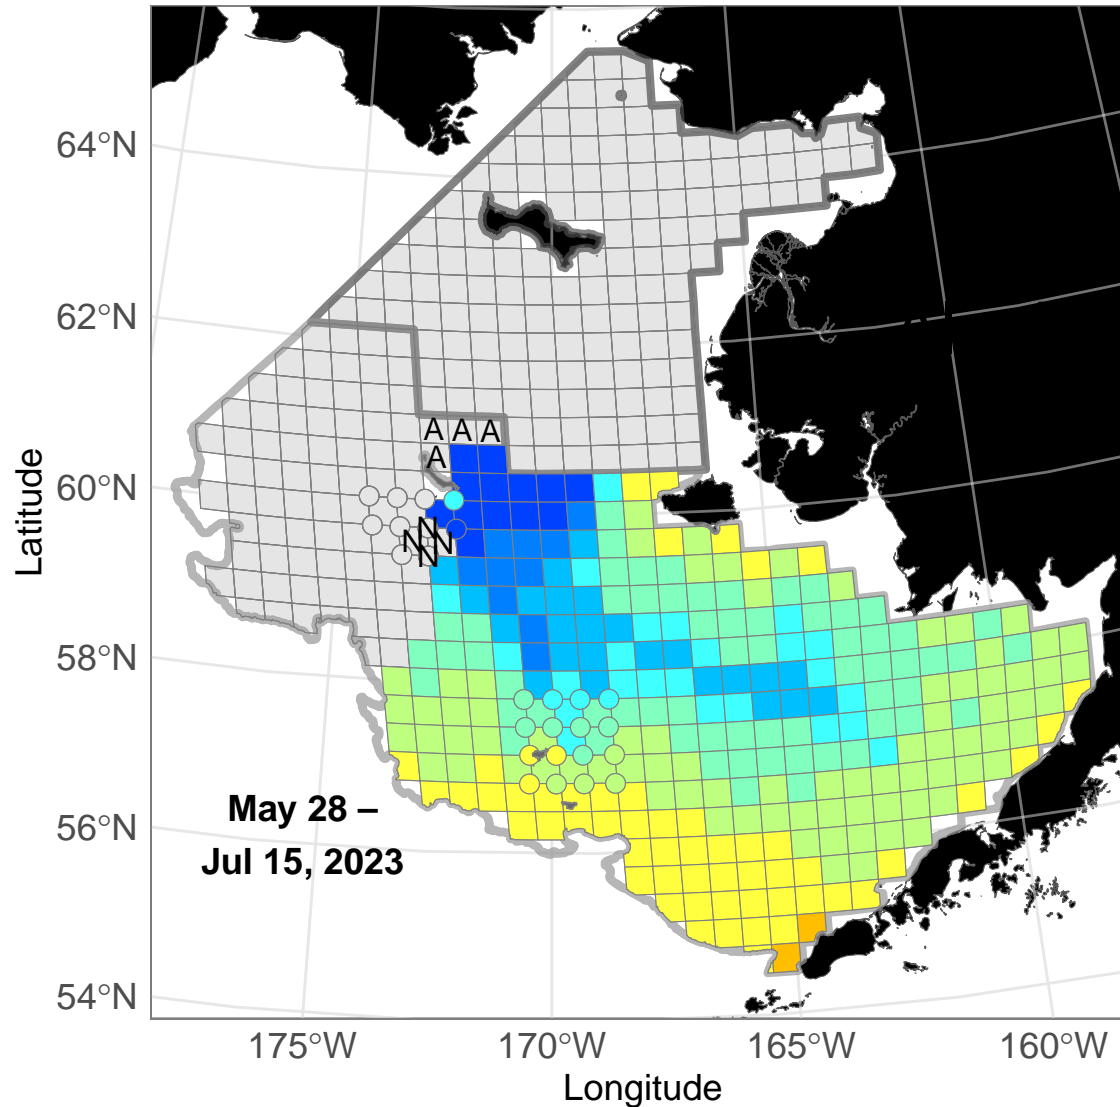 64°N
62°N
60°N
58°N
56°N
54°N
Latitude
A A A
A
N
N N
N
May 28 –
Jul 15, 2023
175°W 170°W 165°W 160°W
Longitude